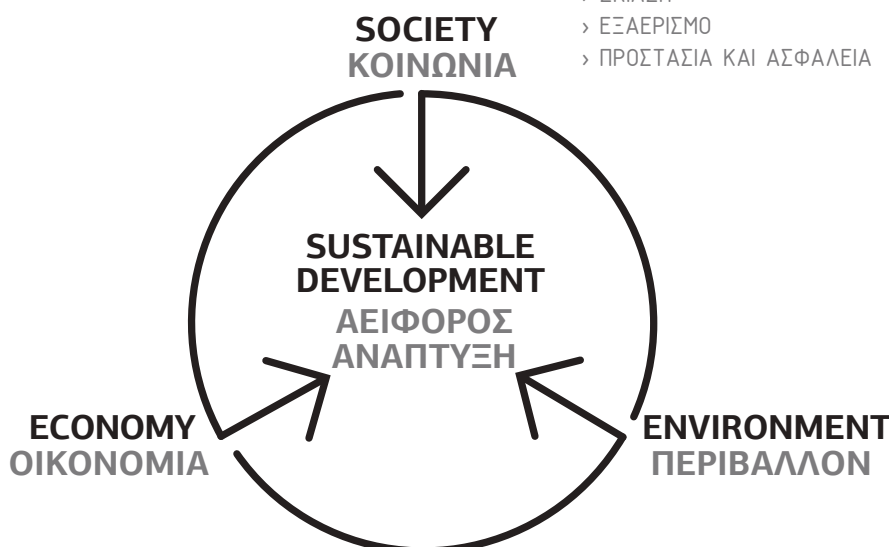 SOCIETY
ΚΟΙΝΩΝΙΑ
› ΕΞΑΕΡΙΣΜΟ
› ΠΡΟΣΤΑΣΙΑ ΚΑΙ ΑΣΦΑΛΕΙΑ
SUSTAINABLE
DEVELOPMENT
ΑΕΙΦΟΡΟΣ
ΑΝΑΠΤΥΞΗ
ECONOMY
ΟΙΚΟΝΟΜΙΑ
ENVIRONMENT
ΠΕΡΙΒΑΛΛΟΝ